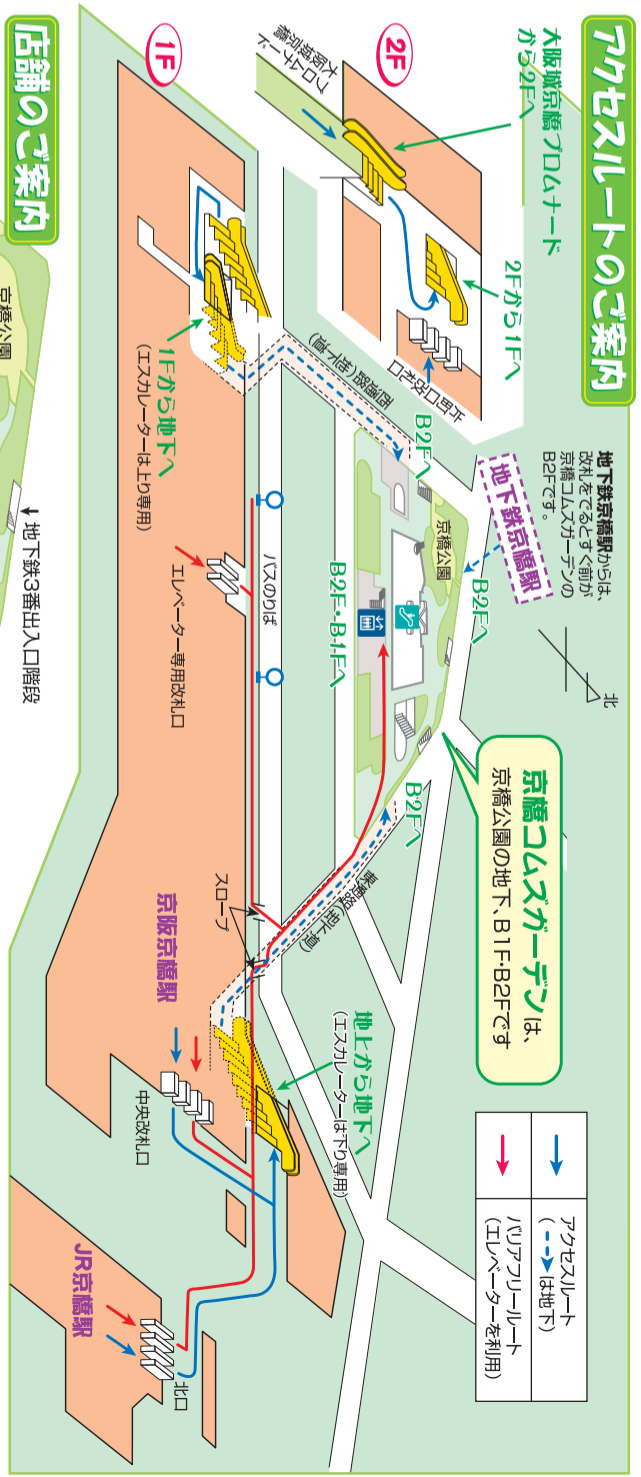 アクセスルートのご案内
地下鉄京橋駅からは、
改札をでるとすぐ前が
京橋コムズガーデンの
B2Fです。
北
京橋コムズガーデンは、
京橋公園の地下、B1F・B2Fです
アクセスルート
(---▶は地下)
バリアフリールート
(エレベーターを利用)
大阪城京橋プロムナード
から2Fへ
2F
2Fから1Fへ
片町口改札口
大阪城京橋
プロムナード
地下鉄京橋駅
B2Fへ
B2Fへ
京橋公園
B2F・B1Fへ
B2Fへ
西通路(地下道)
東通路(地下道)
1F
1Fから地下へ
(エスカレーターは上り専用)
バスのりば
エレベーター専用改札口
スロープ
地上から地下へ
(エスカレーターは下り専用)
京阪京橋駅
中央改札口
JR京橋駅
北口
店舗のご案内
京橋公園
↓地下鉄3番出入口階段